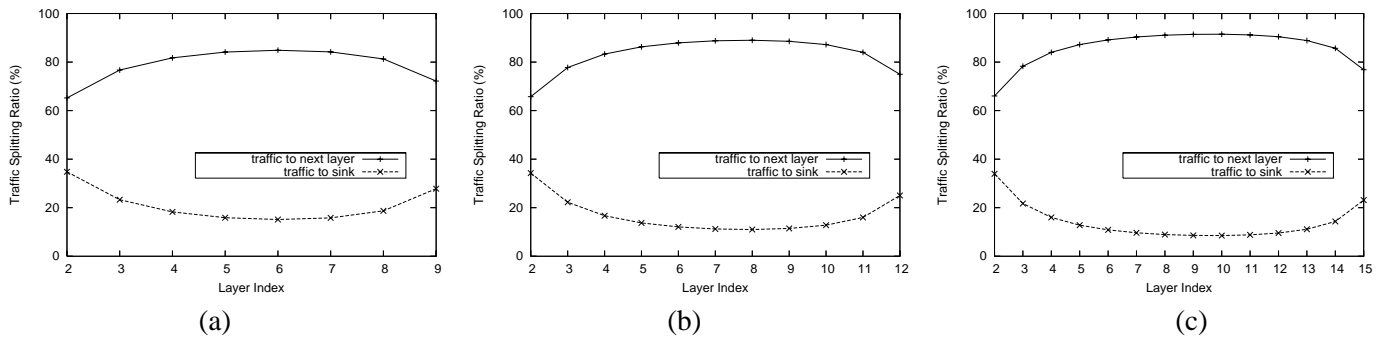 Traffic Splitting Ratio (%)
100
80
60
40
20
0
traffic to next layer
traffic to sink
2 3 4 5 6 7 8 9
Layer Index
(a)
Traffic Splitting Ratio (%)
100
80
60
40
20
0
traffic to next layer
traffic to sink
2 3 4 5 6 7 8 9 10 11 12
Layer Index
(b)
Traffic Splitting Ratio (%)
100
80
60
40
20
0
traffic to next layer
traffic to sink
2 3 4 5 6 7 8 9 10 11 12 13 14 15
Layer Index
(c)